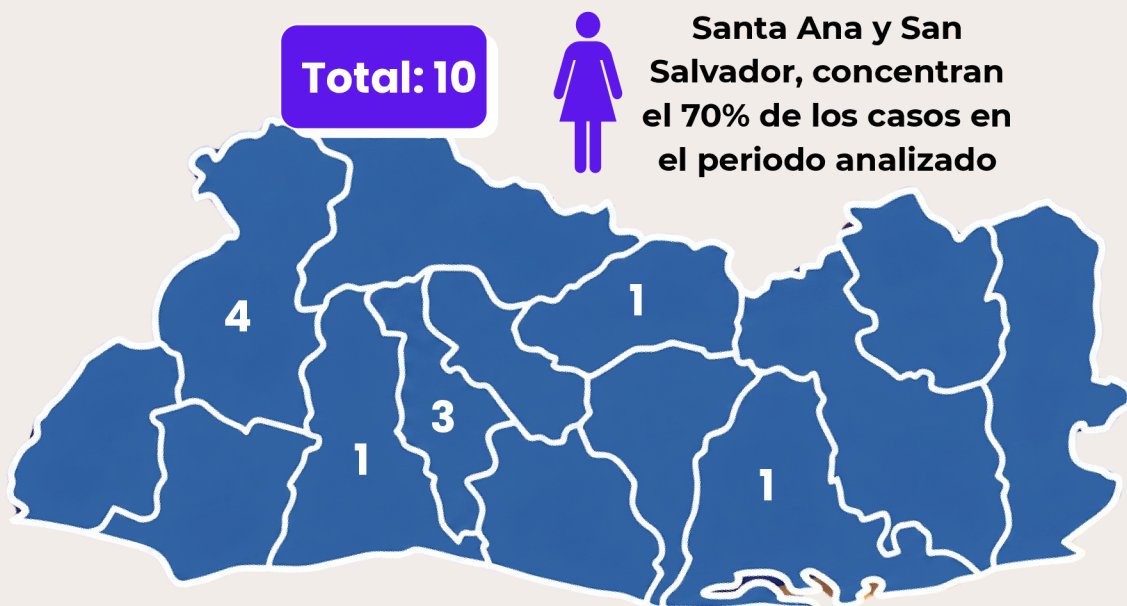 Total: 10
Santa Ana y San
Salvador, concentran
el 70% de los casos en
el periodo analizado
4
1
3
1
1